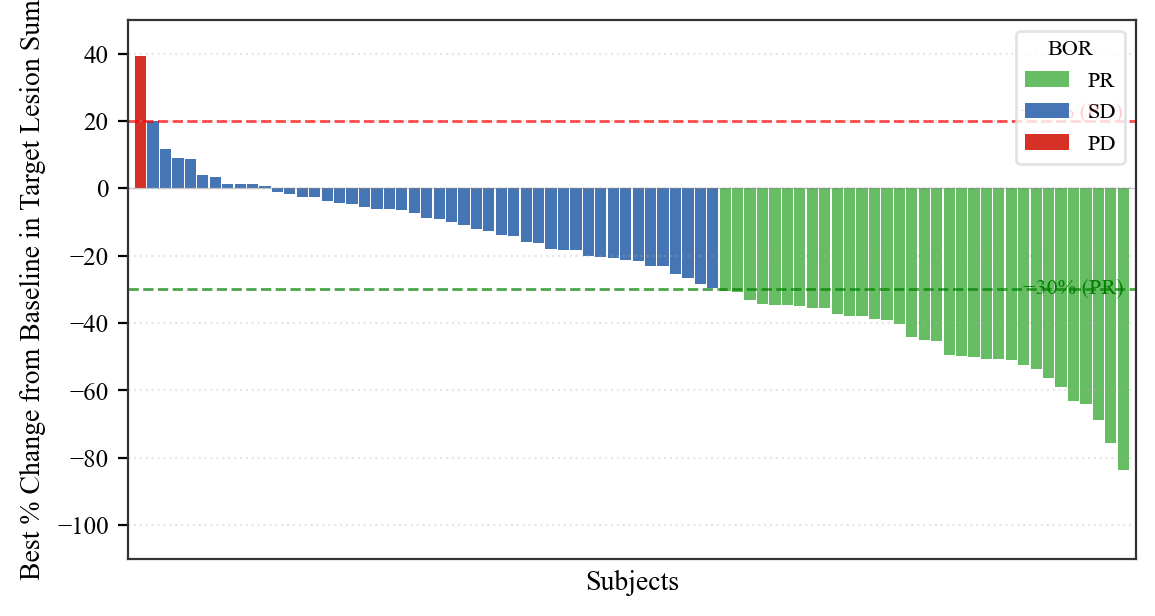 Best % Change from Baseline in Target Lesion Sum
40
20
0
−20
−40
−60
−80
−100
BOR
PR
SD
PD
−30% (PR)
Subjects